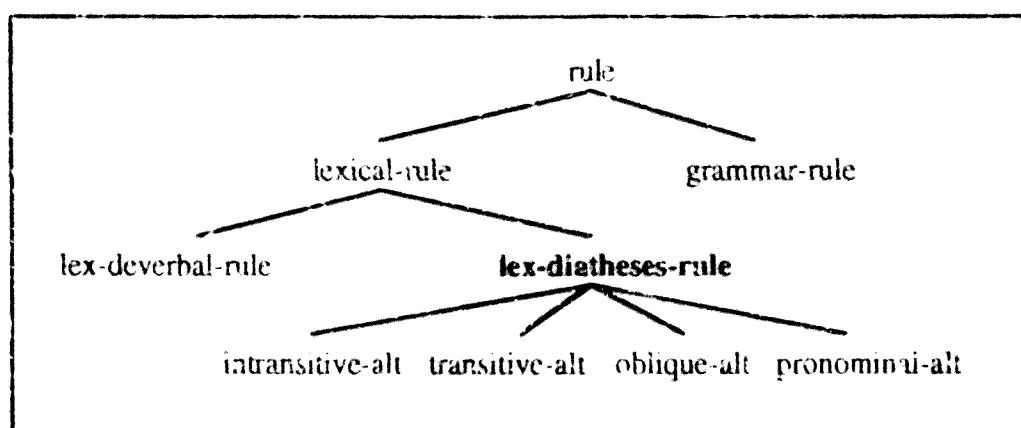 rule
lexical-rule grammar-rule
lex-deverbal-rule lex-diatheses-rule
intransitive-alt transitive-alt oblique-alt pronominal-alt